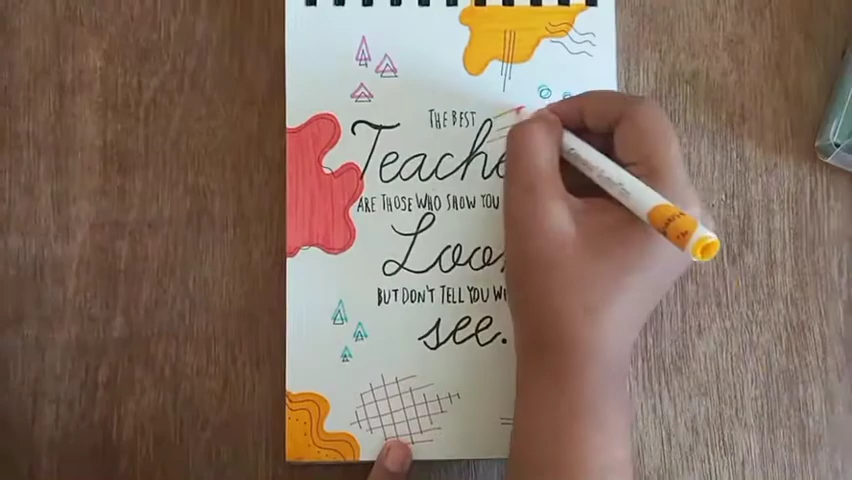 THE BEST
Teache
ARE THOSE WHO SHOW YOU
Loo
BUT DON'T TELL YOU
see.